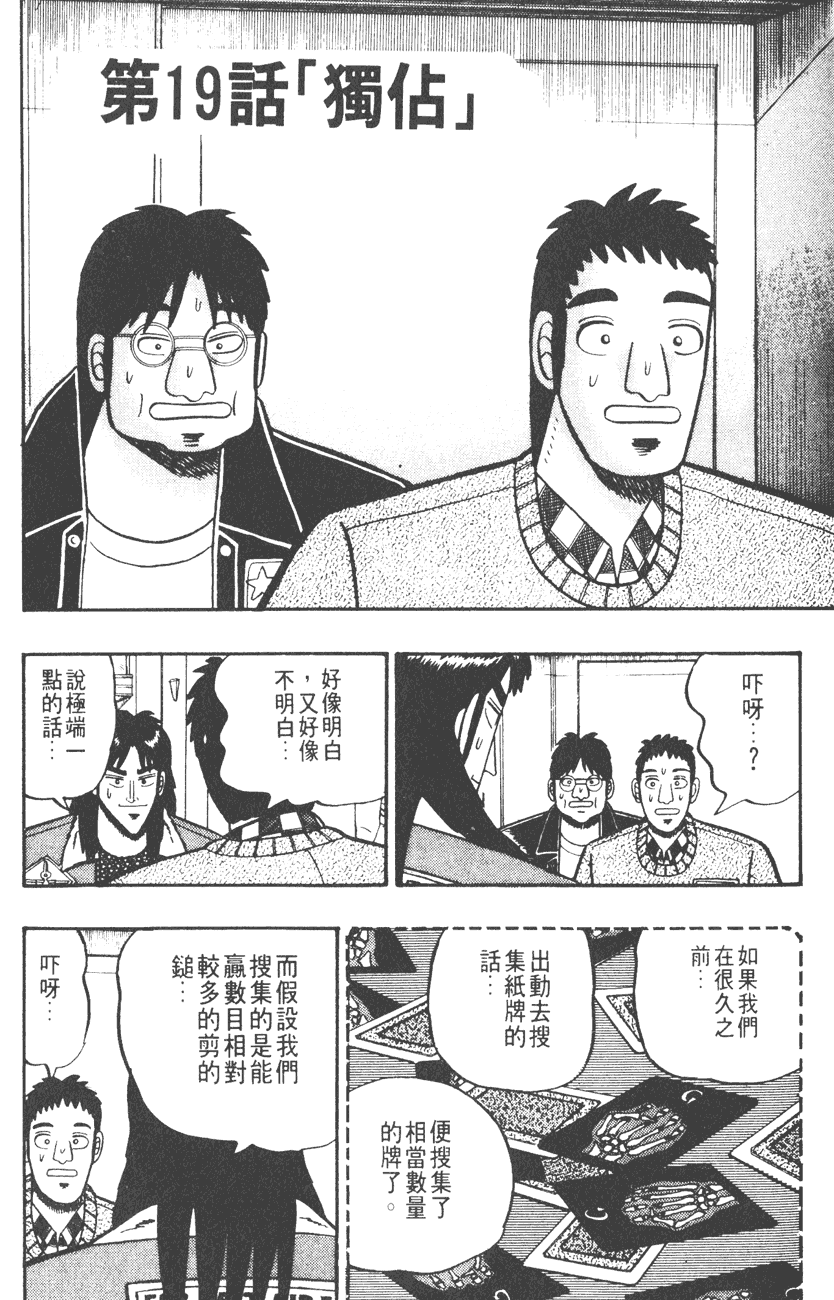 第19話「獨佔」
吓呀…?
好像明白
，又好像
不明白…
說極端一
點的話…
如果我們
在很久之
前…
出動去搜
集紙牌的
話…
便搜集了
相當數量
的牌了。
而假設我們
搜集的是能
贏數目相對
較多的剪的
鎚…
吓呀…